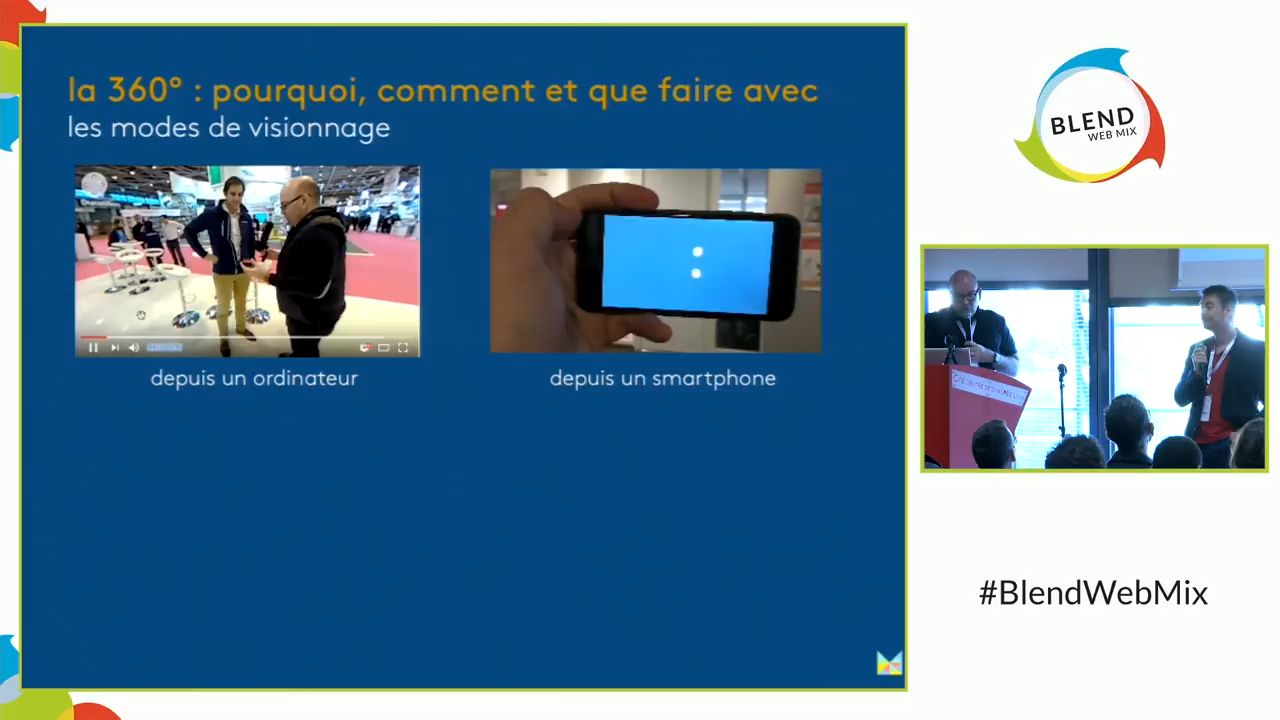 la 360° : pourquoi, comment et que faire avec
les modes de visionnage
depuis un ordinateur
depuis un smartphone
BLEND
WEB MIX
#BlendWebMix